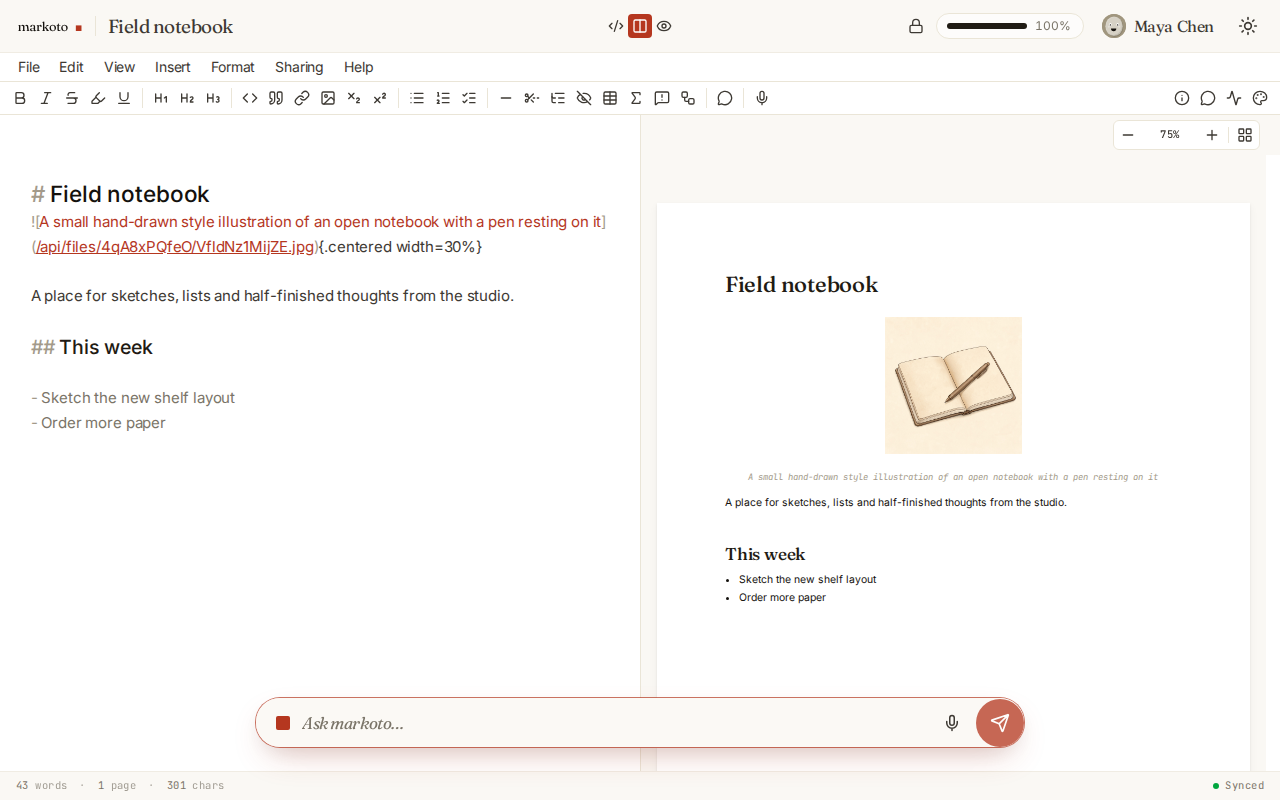 markoto
Field notebook
100%
Maya Chen
File Edit View Insert Format Sharing Help
H1 H2 H3
75%
# Field notebook
![A small hand-drawn style illustration of an open notebook with a pen resting on it]
(/api/files/4qA8xPQfeO/VfldNz1MijZE.jpg){.centered width=30%}
A place for sketches, lists and half-finished thoughts from the studio.
## This week
- Sketch the new shelf layout
- Order more paper
Field notebook
A small hand-drawn style illustration of an open notebook with a pen resting on it
A place for sketches, lists and half-finished thoughts from the studio.
This week
• Sketch the new shelf layout
• Order more paper
Ask markoto...
43 words · 1 page · 301 chars
Synced